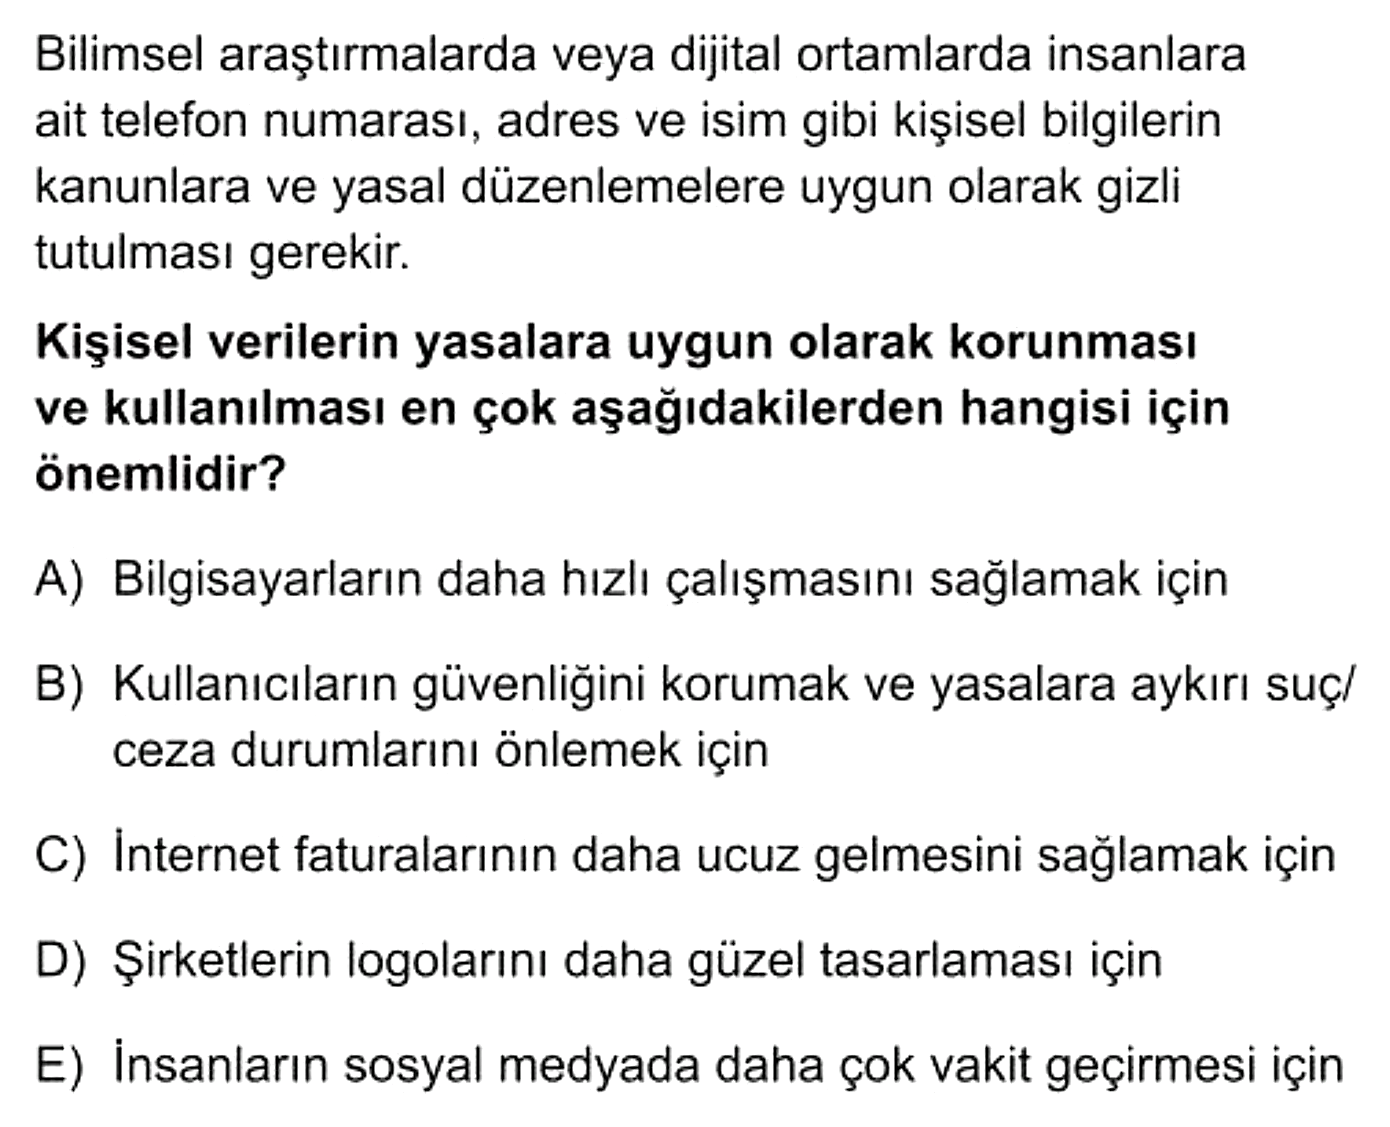 Bilimsel araştırmalarda veya dijital ortamlarda insanlara
ait telefon numarası, adres ve isim gibi kişisel bilgilerin
kanunlara ve yasal düzenlemelere uygun olarak gizli
tutulması gerekir.
Kişisel verilerin yasalara uygun olarak korunması
ve kullanılması en çok aşağıdakilerden hangisi için
önemlidir?
A) Bilgisayarların daha hızlı çalışmasını sağlamak için
B) Kullanıcıların güvenliğini korumak ve yasalara aykırı suç/
ceza durumlarını önlemek için
C) İnternet faturalarının daha ucuz gelmesini sağlamak için
D) Şirketlerin logolarını daha güzel tasarlaması için
E) İnsanların sosyal medyada daha çok vakit geçirmesi için